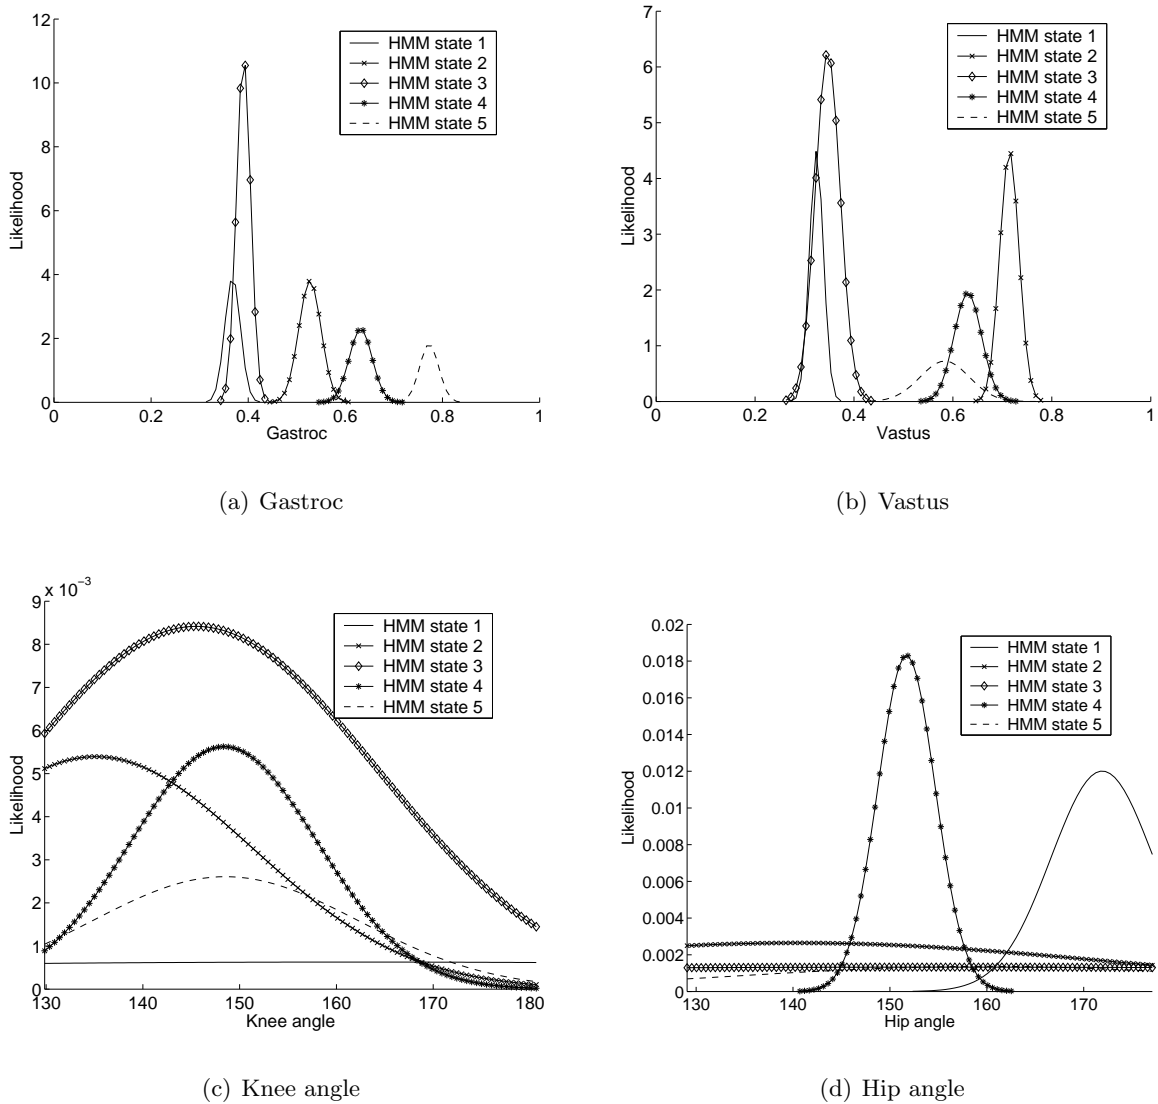 12
10
8
6
4
2
0
Likelihood
HMM state 1
HMM state 2
HMM state 3
HMM state 4
HMM state 5
0 0.2 0.4 0.6 0.8 1
Gastroc
(a) Gastroc
7
6
5
4
3
2
1
0
Likelihood
HMM state 1
HMM state 2
HMM state 3
HMM state 4
HMM state 5
0 0.2 0.4 0.6 0.8 1
Vastus
(b) Vastus
x 10⁻³
9
8
7
6
5
4
3
2
1
0
Likelihood
HMM state 1
HMM state 2
HMM state 3
HMM state 4
HMM state 5
130 140 150 160 170 180
Knee angle
(c) Knee angle
0.02
0.018
0.016
0.014
0.012
0.01
0.008
0.006
0.004
0.002
0
Likelihood
HMM state 1
HMM state 2
HMM state 3
HMM state 4
HMM state 5
130 140 150 160 170
Hip angle
(d) Hip angle